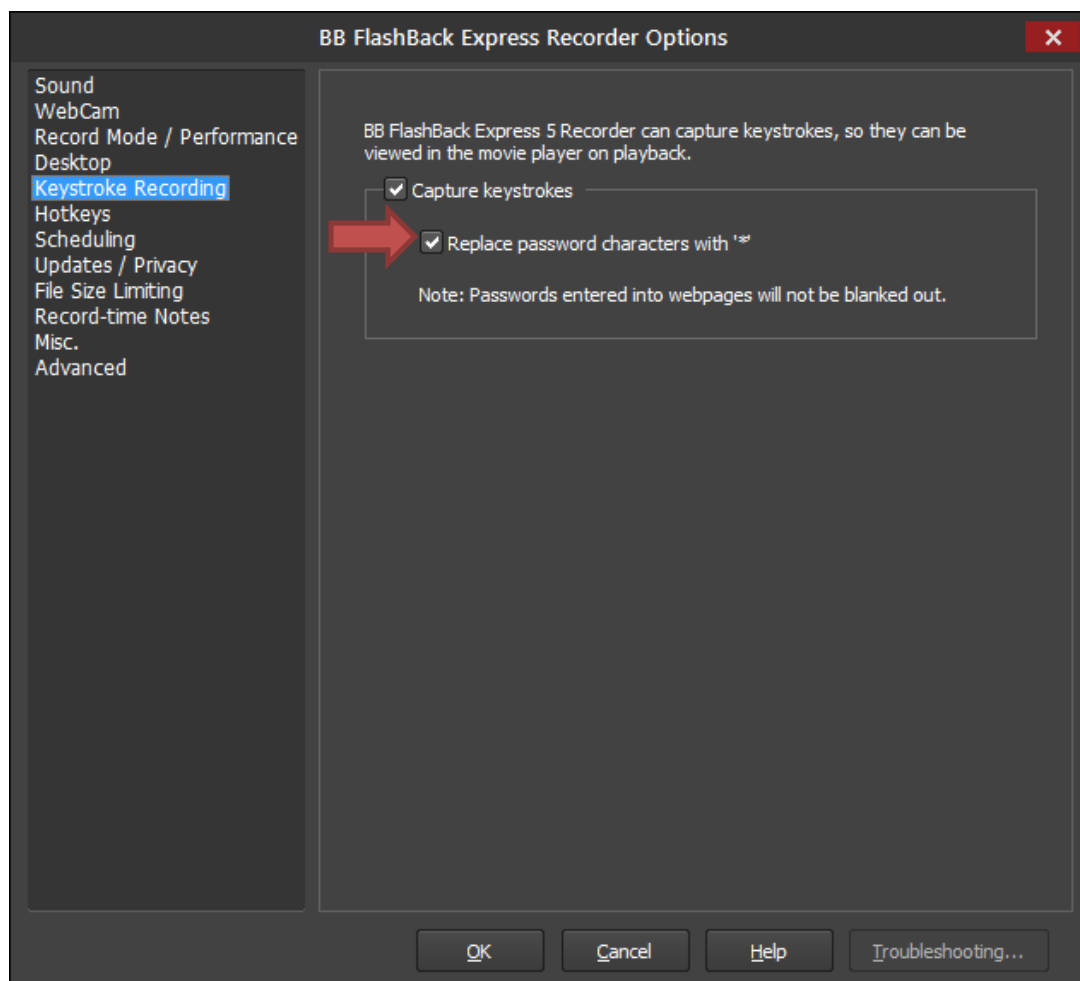 BB FlashBack Express Recorder Options
Sound
WebCam
Record Mode / Performance
Desktop
Keystroke Recording
Hotkeys
Scheduling
Updates / Privacy
File Size Limiting
Record-time Notes
Misc.
Advanced
BB FlashBack Express 5 Recorder can capture keystrokes, so they can be
viewed in the movie player on playback.
Capture keystrokes
Replace password characters with '*'
Note: Passwords entered into webpages will not be blanked out.
OK
Cancel
Help
Troubleshooting...